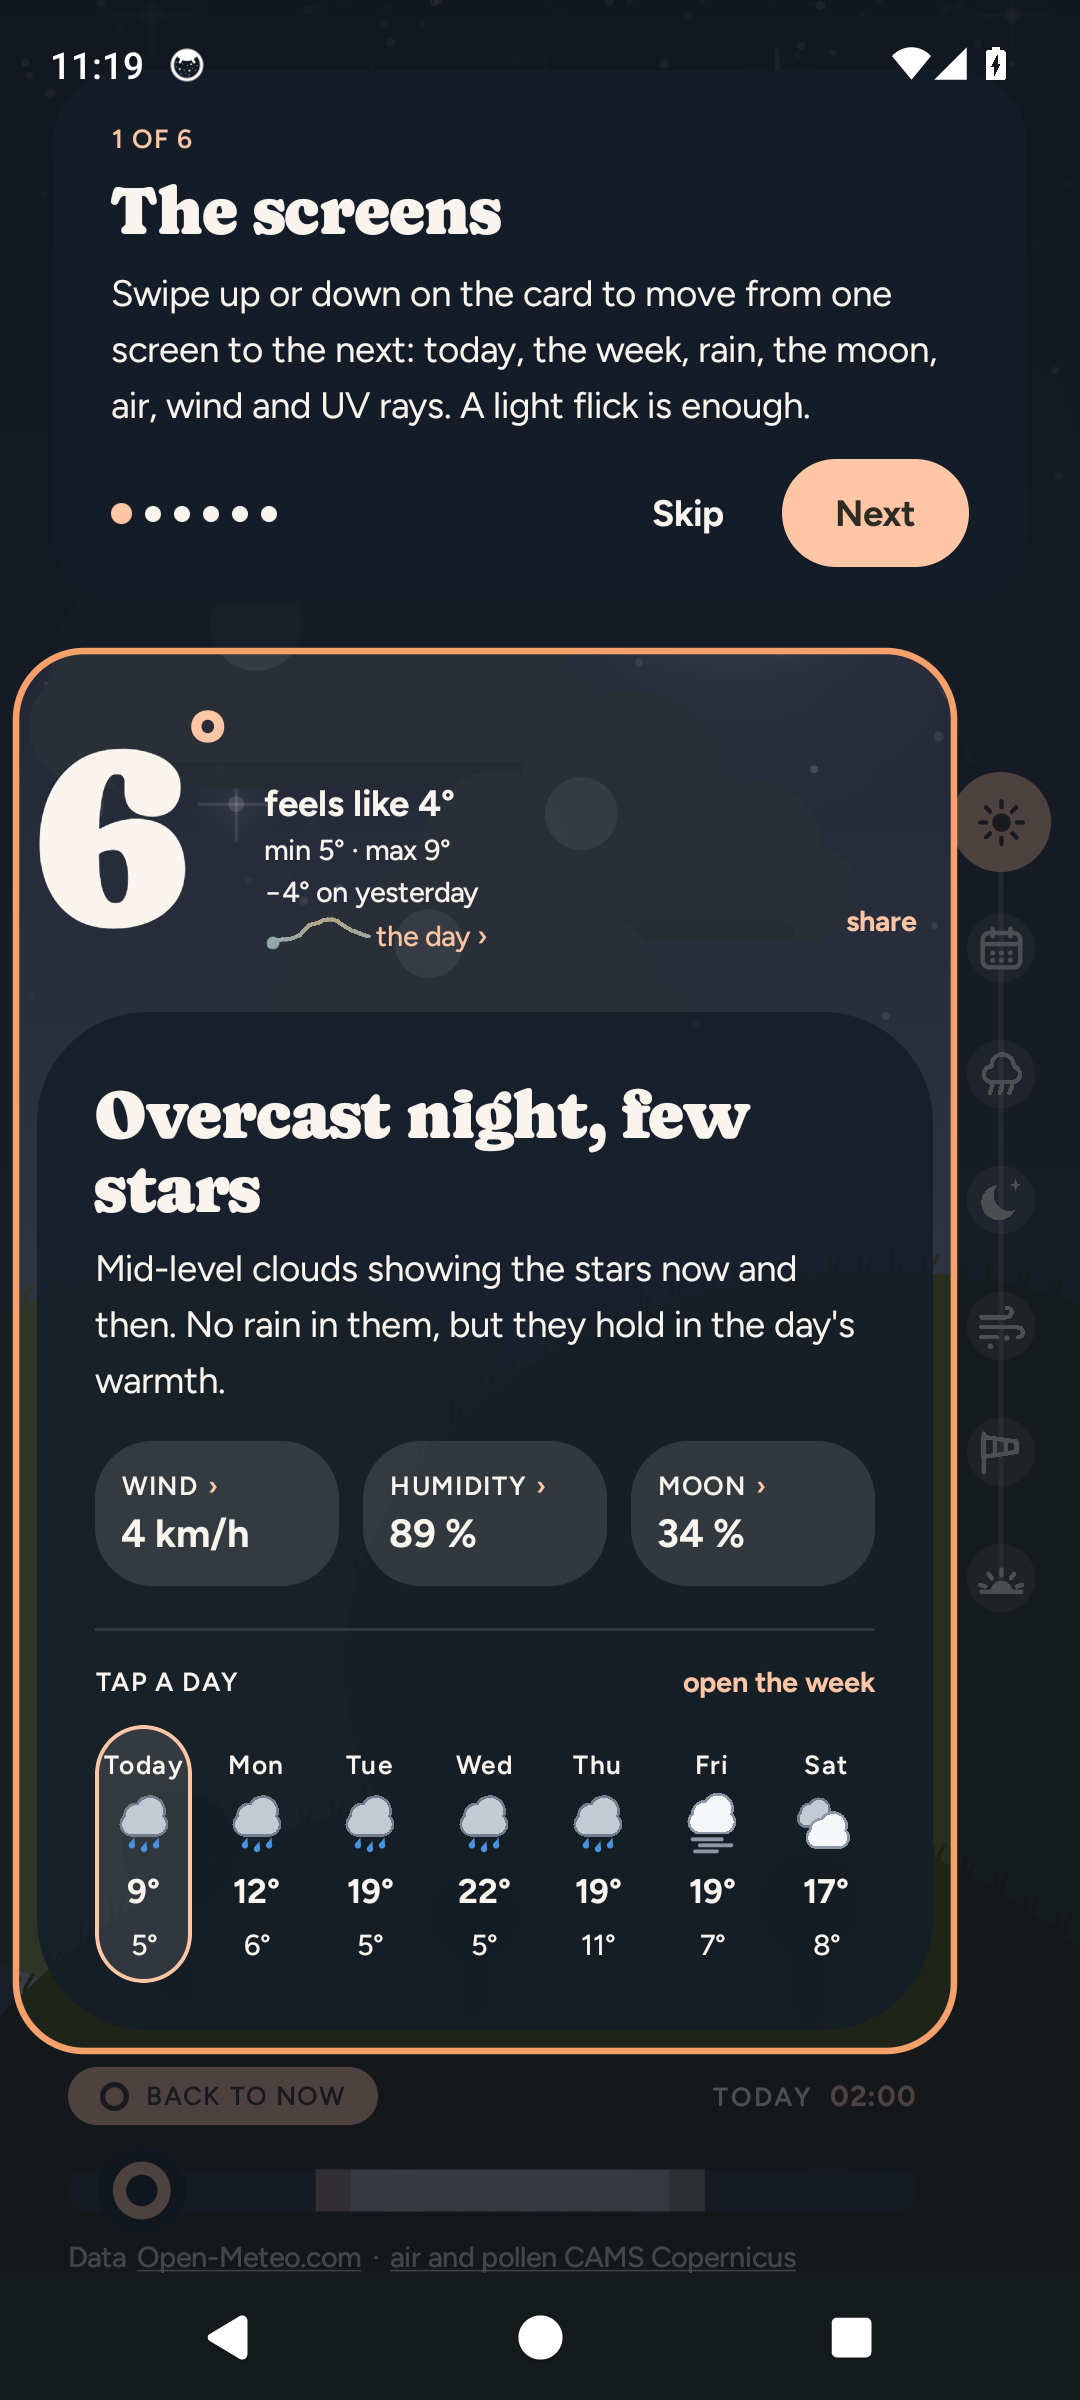 11:19
1 OF 6
The screens
Swipe up or down on the card to move from one
screen to the next: today, the week, rain, the moon,
air, wind and UV rays. A light flick is enough.
Skip
Next
6°
feels like 4°
min 5° · max 9°
−4° on yesterday
the day ›
share
Overcast night, few
stars
Mid-level clouds showing the stars now and
then. No rain in them, but they hold in the day's
warmth.
WIND ›
4 km/h
HUMIDITY ›
89 %
MOON ›
34 %
TAP A DAY
open the week
Today Mon Tue Wed Thu Fri Sat
9° 12° 19° 22° 19° 19° 17°
5° 6° 5° 5° 11° 7° 8°
BACK TO NOW
TODAY 02:00
Data Open-Meteo.com · air and pollen CAMS Copernicus